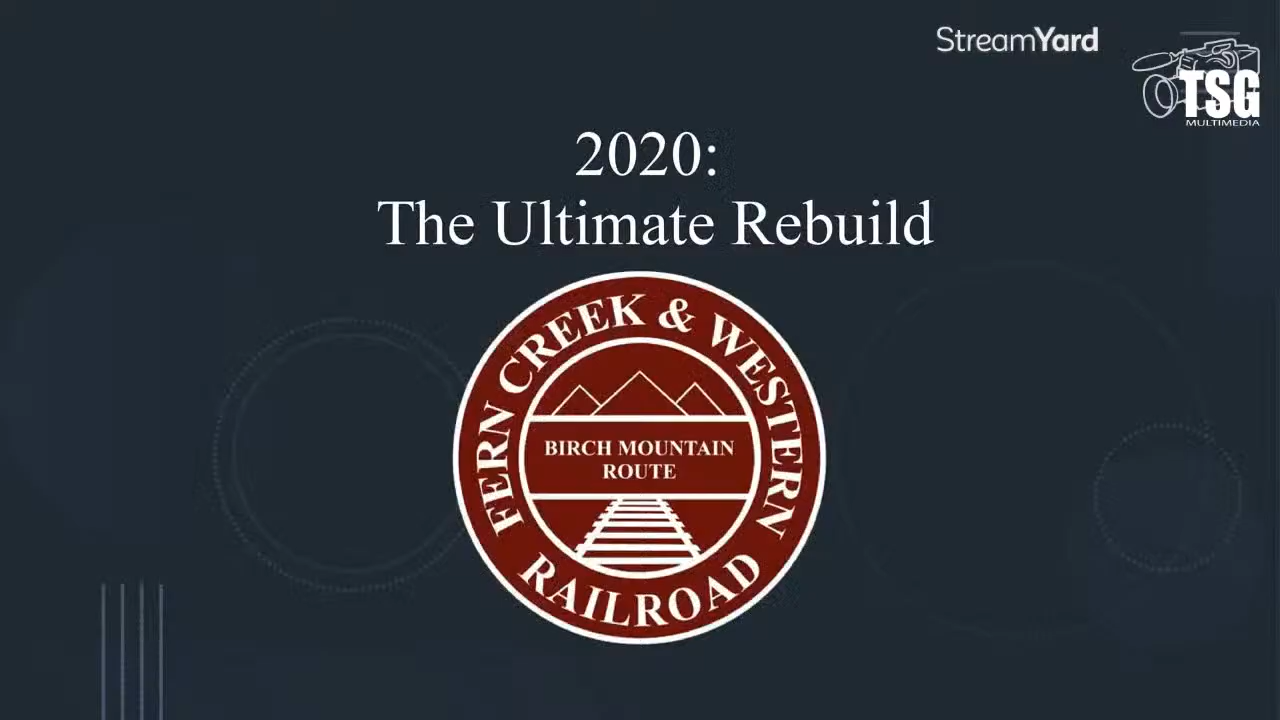 StreamYard
TSG
MULTIMEDIA
2020:
The Ultimate Rebuild
FERN CREEK & WESTERN
BIRCH MOUNTAIN
ROUTE
RAILROAD